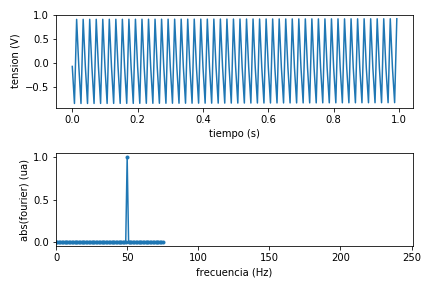 1.0
0.5
0.0
−0.5
tension (V)
0.0 0.2 0.4 0.6 0.8 1.0
tiempo (s)
1.0
0.5
0.0
abs(fourier) (ua)
0 50 100 150 200 250
frecuencia (Hz)